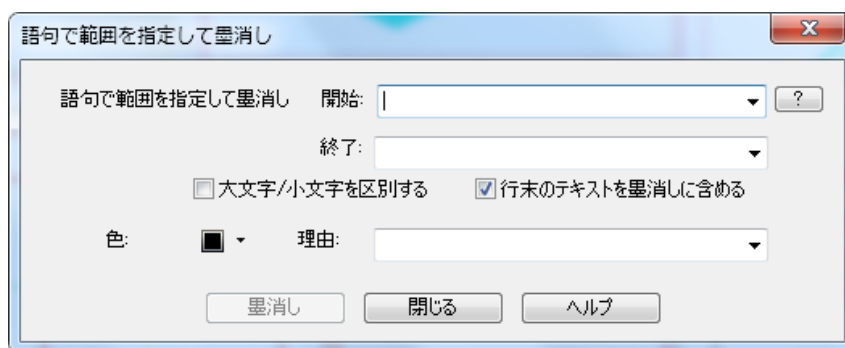 語句で範囲を指定して墨消し
語句で範囲を指定して墨消し 開始: ?
終了:
大文字/小文字を区別する 行末のテキストを墨消しに含める
色: 理由:
墨消し 閉じる ヘルプ